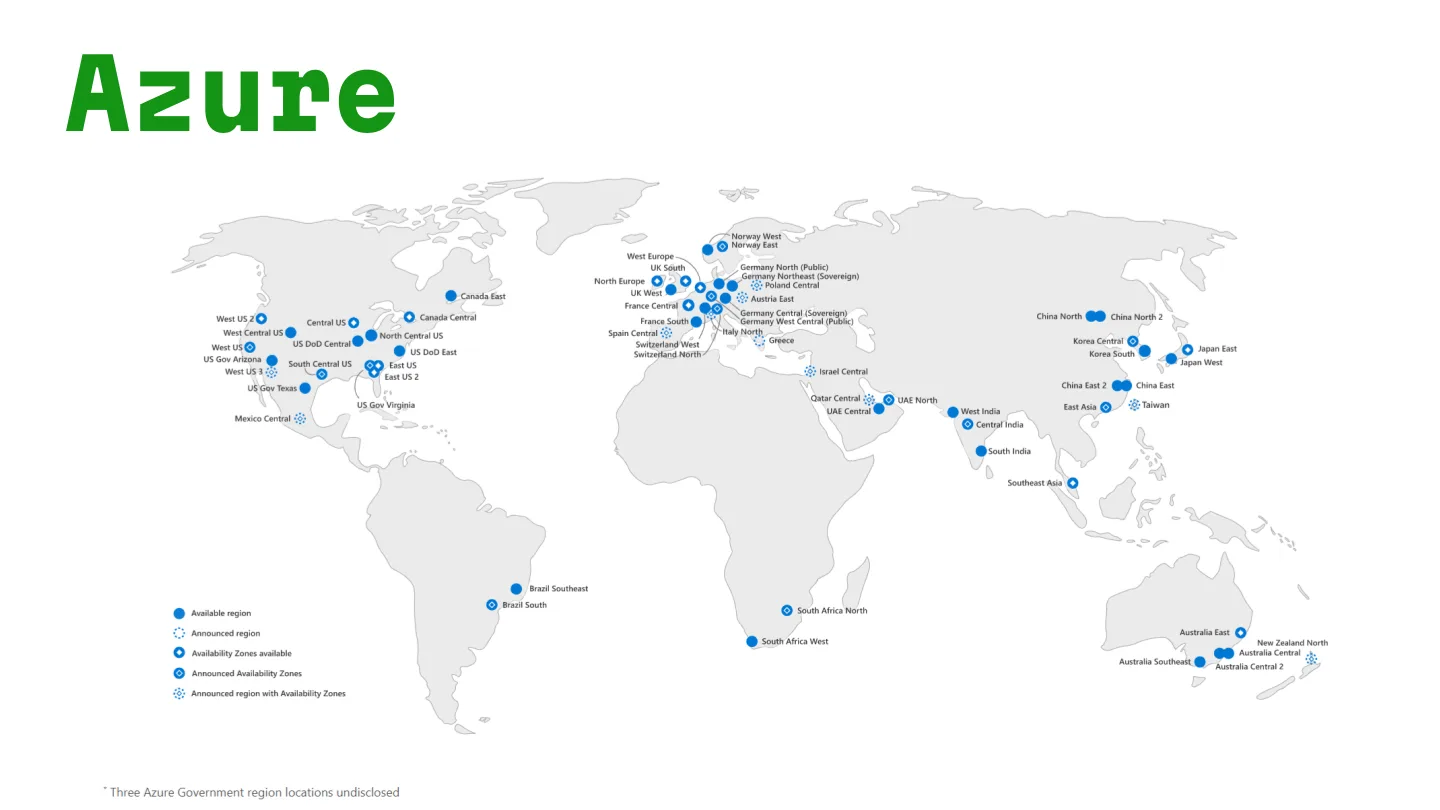 Azure
Norway West
Norway East
West Europe
UK South
Germany North (Public)
Germany Northeast (Sovereign)
North Europe
Poland Central
UK West
Austria East
France Central
Germany Central (Sovereign)
Germany West Central (Public)
France South
Italy North
Spain Central
Greece
Switzerland West
Switzerland North
Canada East
West US 2
Central US
Canada Central
West Central US
North Central US
US DoD Central
West US
US DoD East
US Gov Arizona
South Central US
East US
West US 3
East US 2
US Gov Texas
US Gov Virginia
Mexico Central
Israel Central
Qatar Central
UAE North
UAE Central
West India
Central India
South India
China North
China North 2
Korea Central
Korea South
Japan East
Japan West
China East 2
China East
East Asia
Taiwan
Southeast Asia
Brazil Southeast
Brazil South
South Africa North
South Africa West
Australia East
New Zealand North
Australia Central
Australia Southeast
Australia Central 2
Available region
Announced region
Availability Zones available
Announced Availability Zones
Announced region with Availability Zones
* Three Azure Government region locations undisclosed